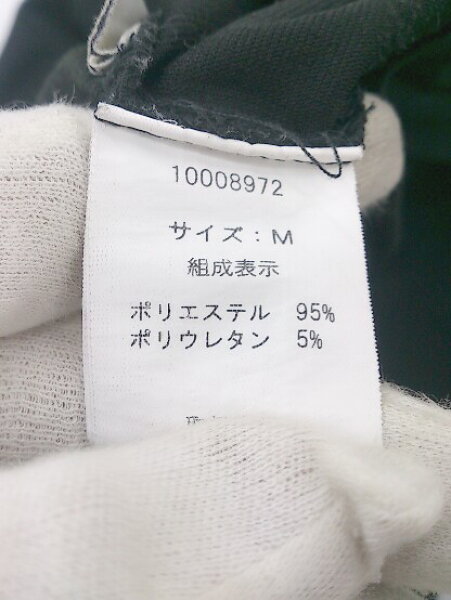 10008972
サイズ：M
組成表示
ポリエステル 95%
ポリウレタン 5%